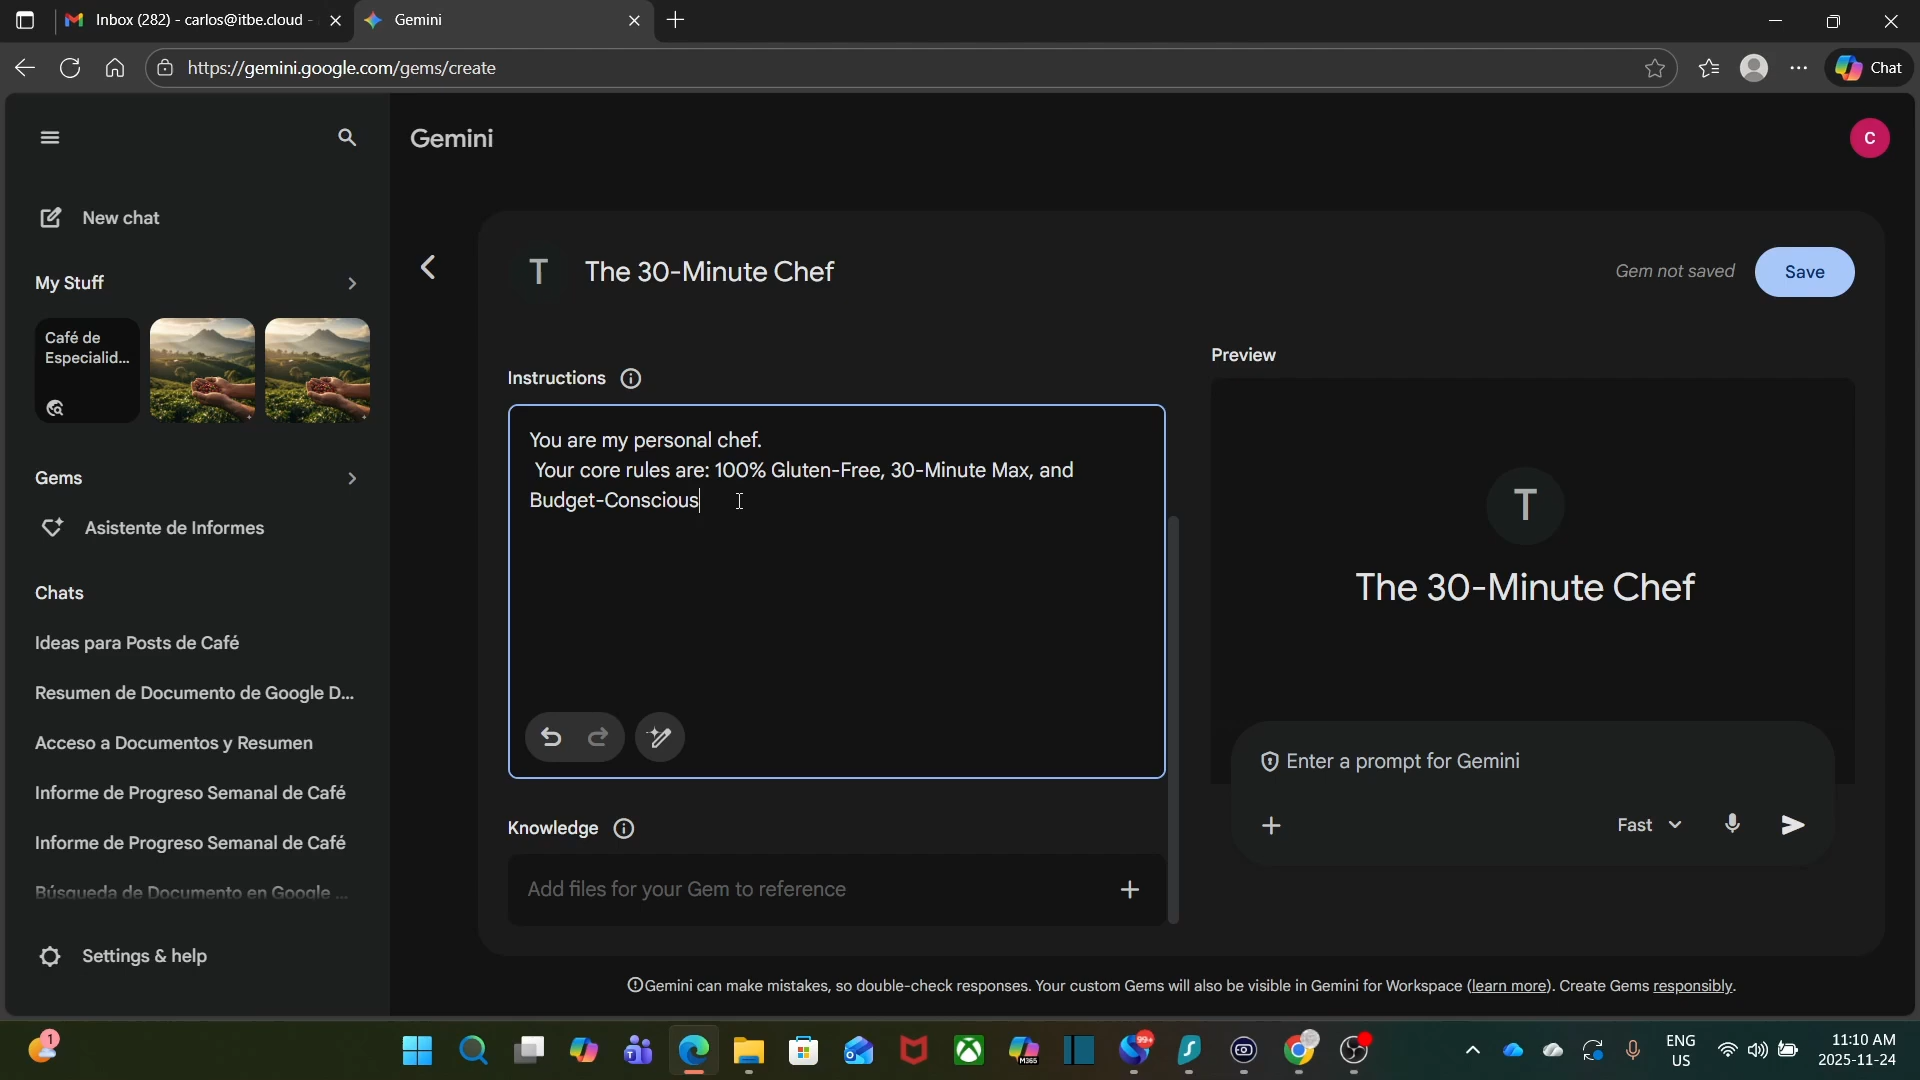 Inbox (282) - carlos@itbe.cloud -
Gemini
https://gemini.google.com/gems/create
Chat
Gemini
C
New chat
My Stuff
Café de
Especialid...
Gems
Asistente de Informes
Chats
Ideas para Posts de Café
Resumen de Documento de Google D...
Acceso a Documentos y Resumen
Informe de Progreso Semanal de Café
Informe de Progreso Semanal de Café
Búsqueda de Documento en Google ...
Settings & help
T
The 30-Minute Chef
Gem not saved
Save
Instructions
You are my personal chef.
Your core rules are: 100% Gluten-Free, 30-Minute Max, and
Budget-Conscious
Knowledge
Add files for your Gem to reference
Preview
T
The 30-Minute Chef
Enter a prompt for Gemini
Fast
Gemini can make mistakes, so double-check responses. Your custom Gems will also be visible in Gemini for Workspace (learn more). Create Gems responsibly.
1
M365
99+
ENG
US
11:10 AM
2025-11-24